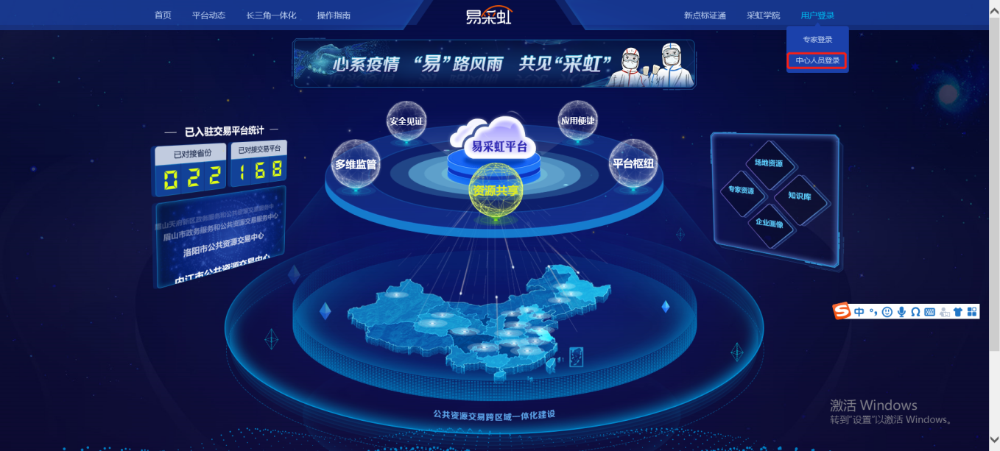 首页 平台动态 长三角一体化 操作指南
易采虹
新点标证通 采虹学院 用户登录
专家登录
中心人员登录
心系疫情 “易”路风雨 共见“采虹”
已入驻交易平台统计
已对接省份
022
已对接交易平台
168
眉山天府新区政务服务和公共资源交易服务中心
眉山市政务服务和公共资源交易服务中心
洛阳市公共资源交易中心
内江市公共资源交易中心
安全见证
应用便捷
多维监管
易采虹平台
平台枢纽
资源共享
场地资源
专家资源
知识库
企业画像
公共资源交易跨区域一体化建设
中
激活 Windows
转到“设置”以激活 Windows。